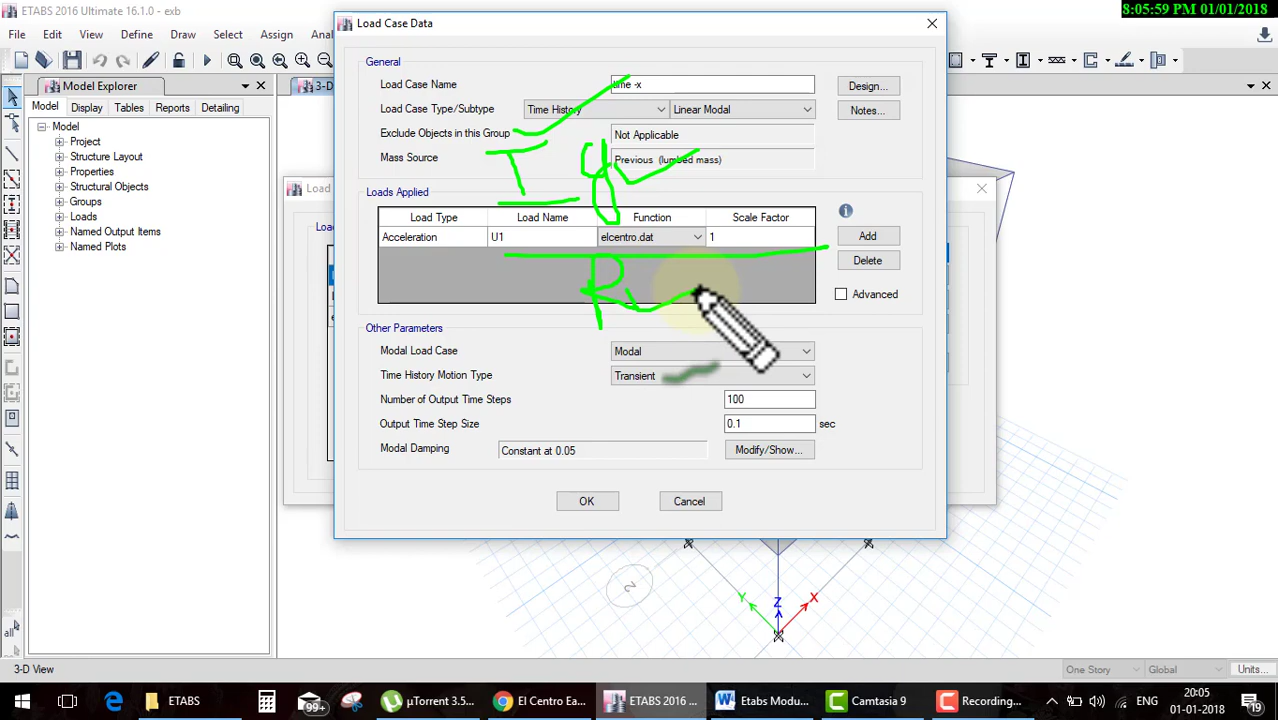 ETABS 2016 Ultimate 16.1.0 - exb
8:05:59 PM 01/01/2018
File Edit View Define Draw Select Assign
Model Explorer
Model Display Tables Reports Detailing
Model
Project
Structure Layout
Properties
Structural Objects
Groups
Loads
Named Output Items
Named Plots
Load Case Data
General
Load Case Name
-x
Design...
Load Case Type/Subtype
Time History
Linear Modal
Notes...
Exclude Objects in this Group
Not Applicable
Mass Source
Previous (lumbed mass)
I g
Loads Applied
Load Type Load Name Function Scale Factor
Acceleration U1 elcentro.dat 1
Add
Delete
Advanced
R
Other Parameters
Modal Load Case
Modal
Time History Motion Type
Transient
Number of Output Time Steps
100
Output Time Step Size
0.1 sec
Modal Damping
Constant at 0.05
Modify/Show...
OK Cancel
2
Y Z X
3-D View
One Story Global Units...
ETABS
99+
µTorrent 3.5...
El Centro Ea...
ETABS 2016 ...
Etabs Modu...
Camtasia 9
Recording...
ENG
20:05
01-01-2018
19